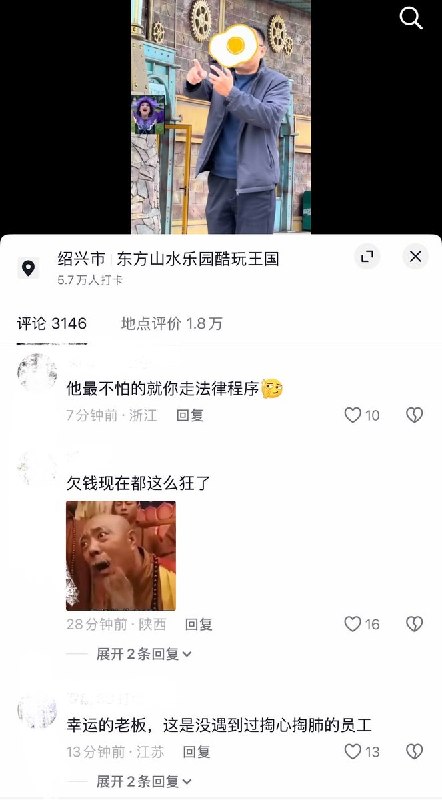 绍兴市 | 东方山水乐园酷玩王国
5.7万人打卡
评论 3146 地点评价 1.8万
他最不怕的就你走法律程序
7分钟前 · 浙江 回复 10
欠钱现在都这么狂了
28分钟前 · 陕西 回复 16
展开2条回复
幸运的老板，这是没遇到过掏心掏肺的员工
13分钟前 · 江苏 回复 13
展开2条回复